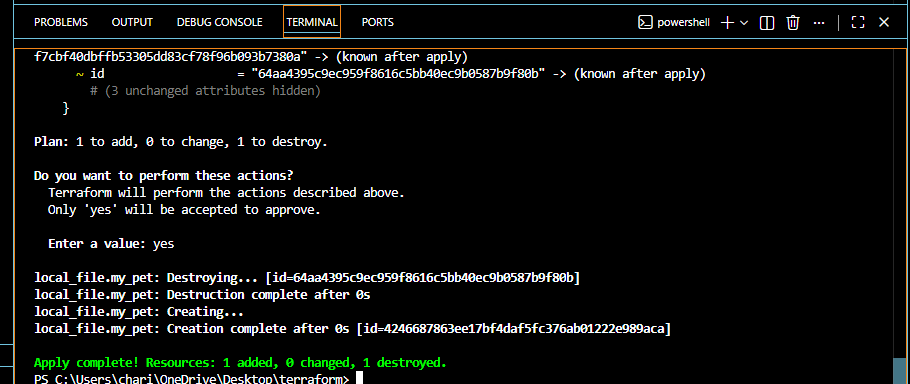 PROBLEMS OUTPUT DEBUG CONSOLE TERMINAL PORTS powershell
f7cbf40dbffb53305dd83cf78f96b093b7380a" -> (known after apply)
~ id = "64aa4395c9ec959f8616c5bb40ec9b0587b9f80b" -> (known after apply)
# (3 unchanged attributes hidden)
}
Plan: 1 to add, 0 to change, 1 to destroy.
Do you want to perform these actions?
Terraform will perform the actions described above.
Only 'yes' will be accepted to approve.
Enter a value: yes
local_file.my_pet: Destroying... [id=64aa4395c9ec959f8616c5bb40ec9b0587b9f80b]
local_file.my_pet: Destruction complete after 0s
local_file.my_pet: Creating...
local_file.my_pet: Creation complete after 0s [id=4246687863ee17bf4daf5fc376ab01222e989aca]
Apply complete! Resources: 1 added, 0 changed, 1 destroyed.
PS C:\Users\chari\OneDrive\Desktop\terraform>